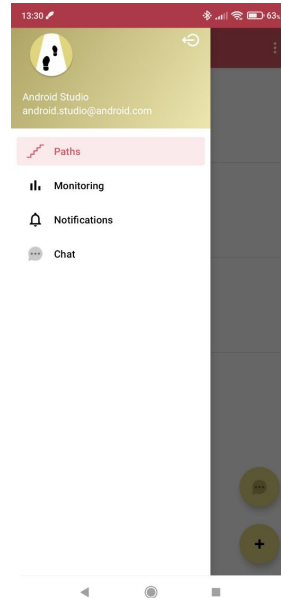 13:30
63%
Android Studio
android.studio@android.com
Paths
Monitoring
Notifications
Chat